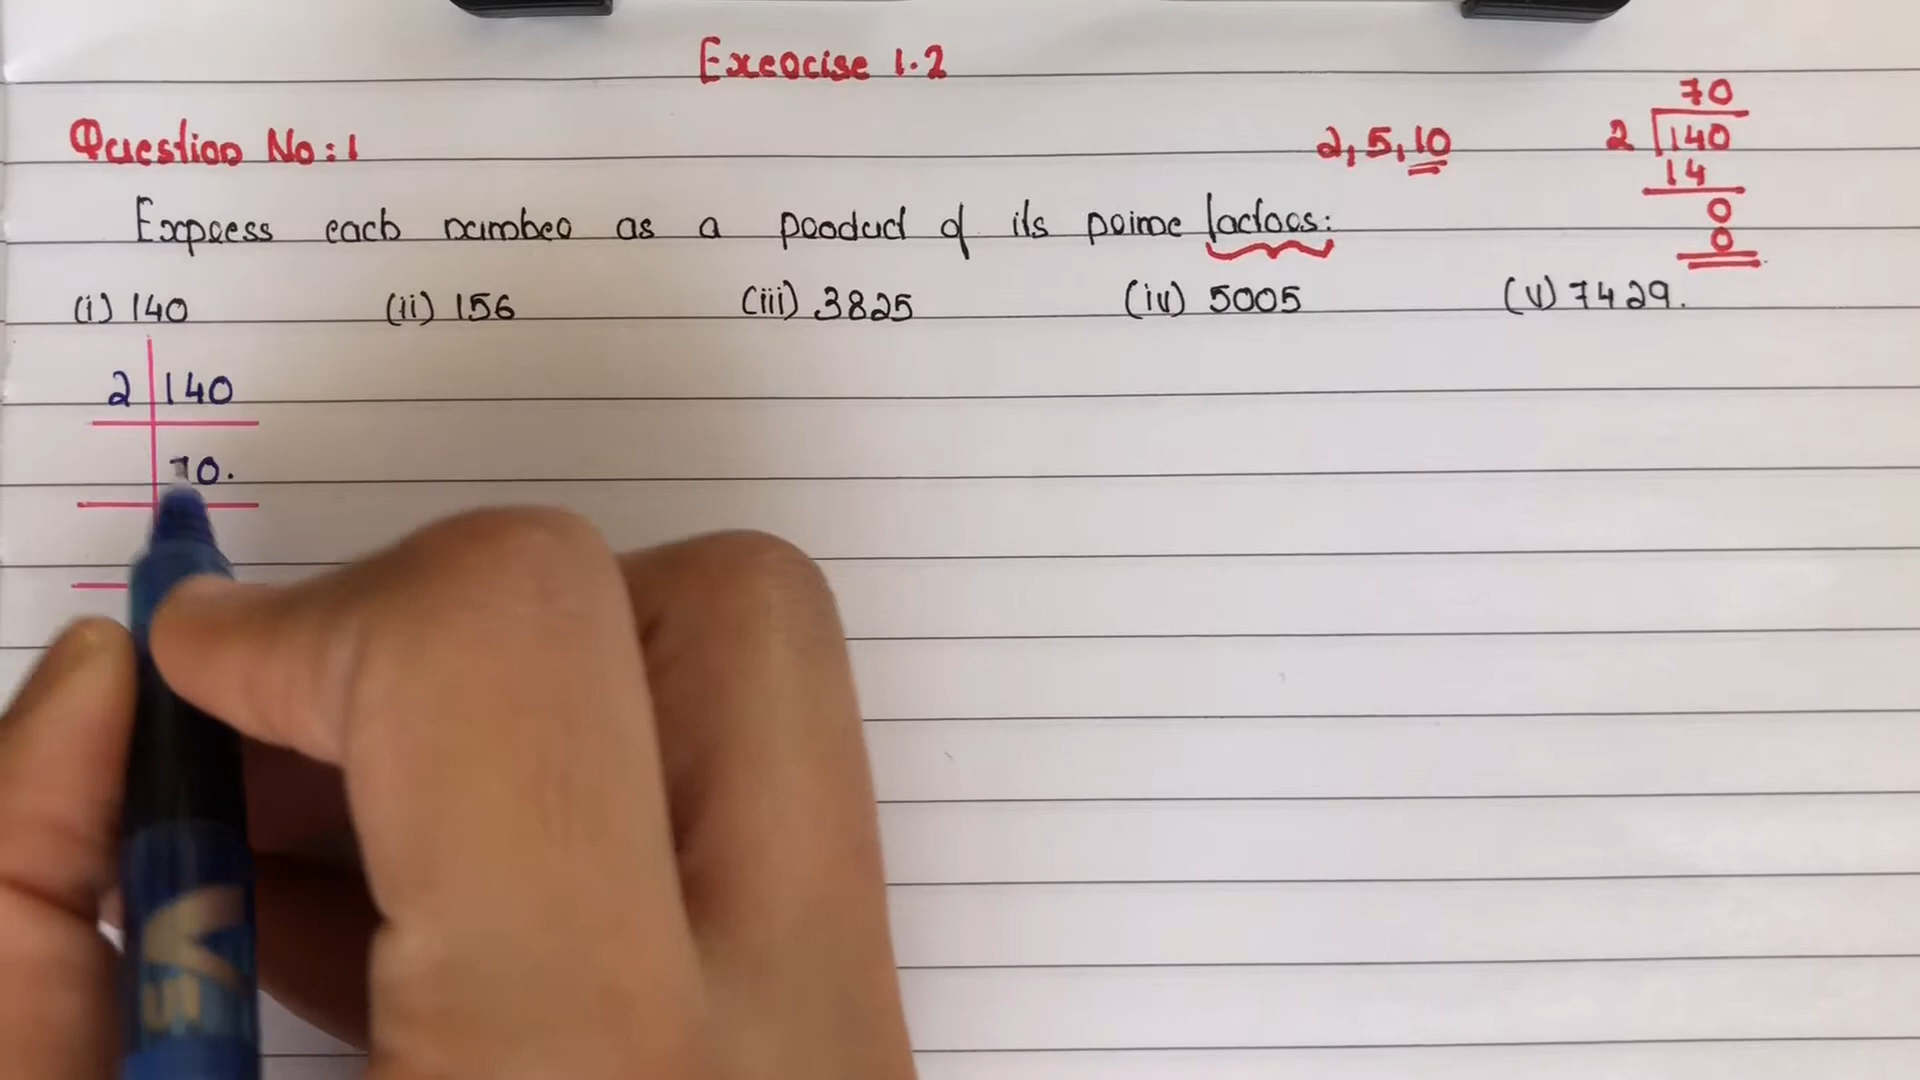 Exercise 1.2
Question No: 1
2, 5, 10
70
2 140
14
0
0
Express each number as a product of its prime factors:
(i) 140 (ii) 156 (iii) 3825 (iv) 5005 (v) 7429.
2 140
70.
V5